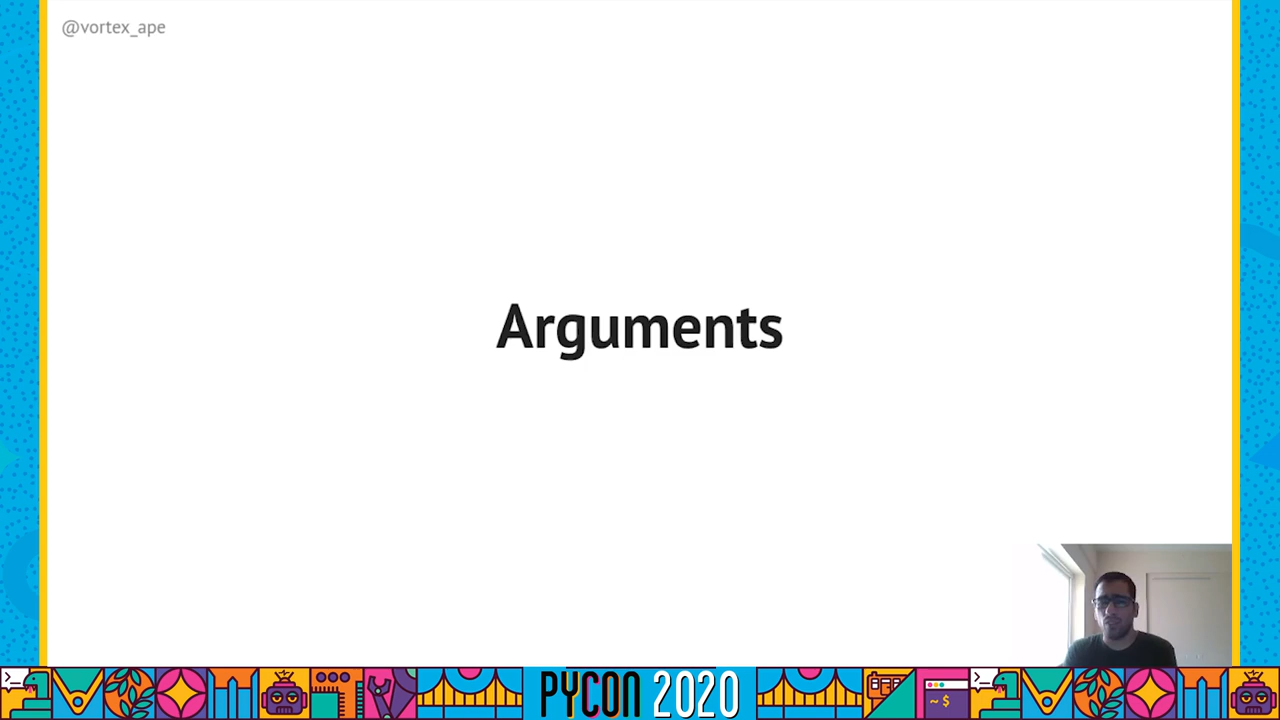 @vortex_ape
Arguments
>_
~ $
>_
PYCON 2020